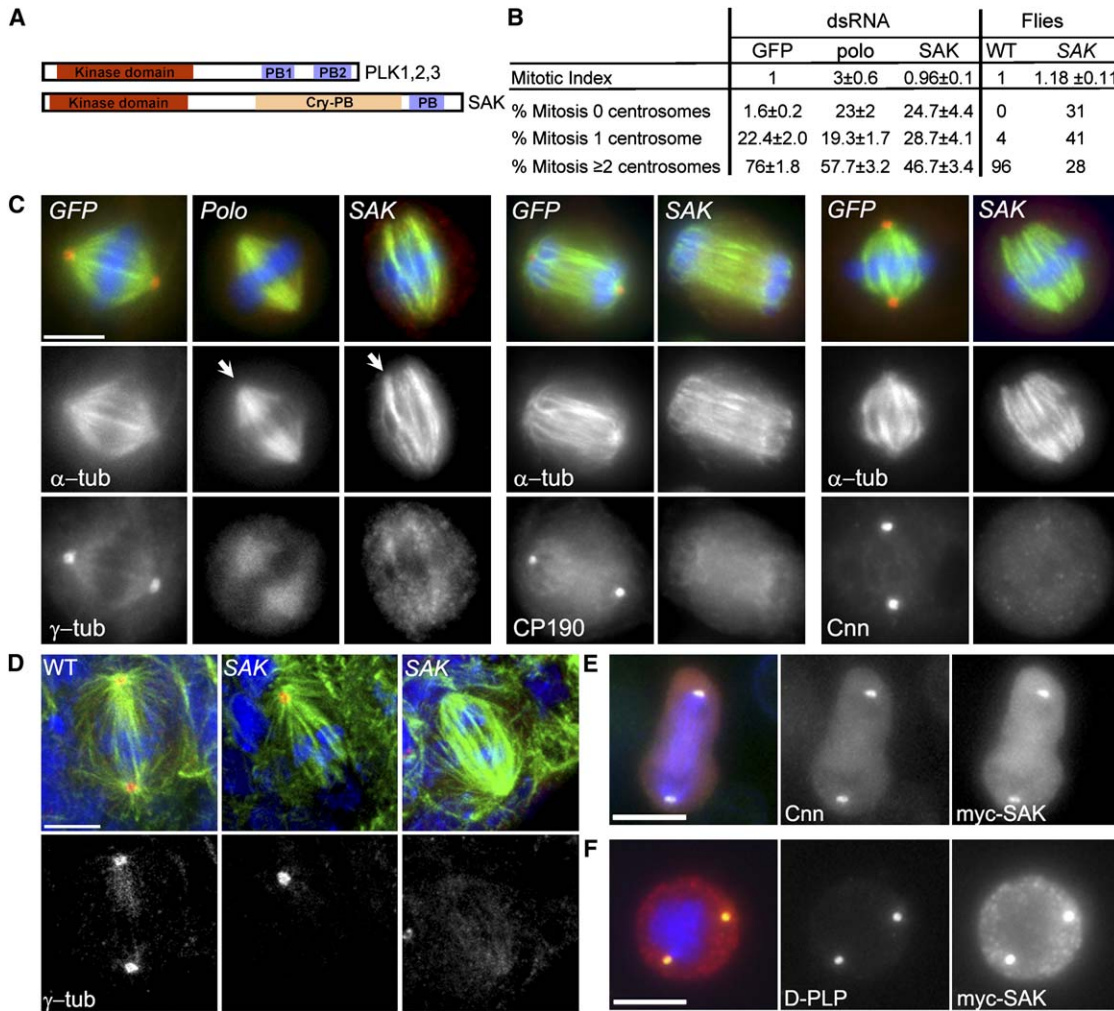 A
Kinase domain PB1 PB2 PLK1,2,3
Kinase domain Cry-PB PB SAK
B
dsRNA Flies
GFP polo SAK WT SAK
Mitotic Index 1 3±0.6 0.96±0.1 1 1.18 ±0.11
% Mitosis 0 centrosomes 1.6±0.2 23±2 24.7±4.4 0 31
% Mitosis 1 centrosome 22.4±2.0 19.3±1.7 28.7±4.1 4 41
% Mitosis ≥2 centrosomes 76±1.8 57.7±3.2 46.7±3.4 96 28
C
GFP Polo SAK GFP SAK GFP SAK
α-tub α-tub α-tub
γ-tub CP190 Cnn
D
WT SAK SAK
γ-tub
E
Cnn myc-SAK
F
D-PLP myc-SAK